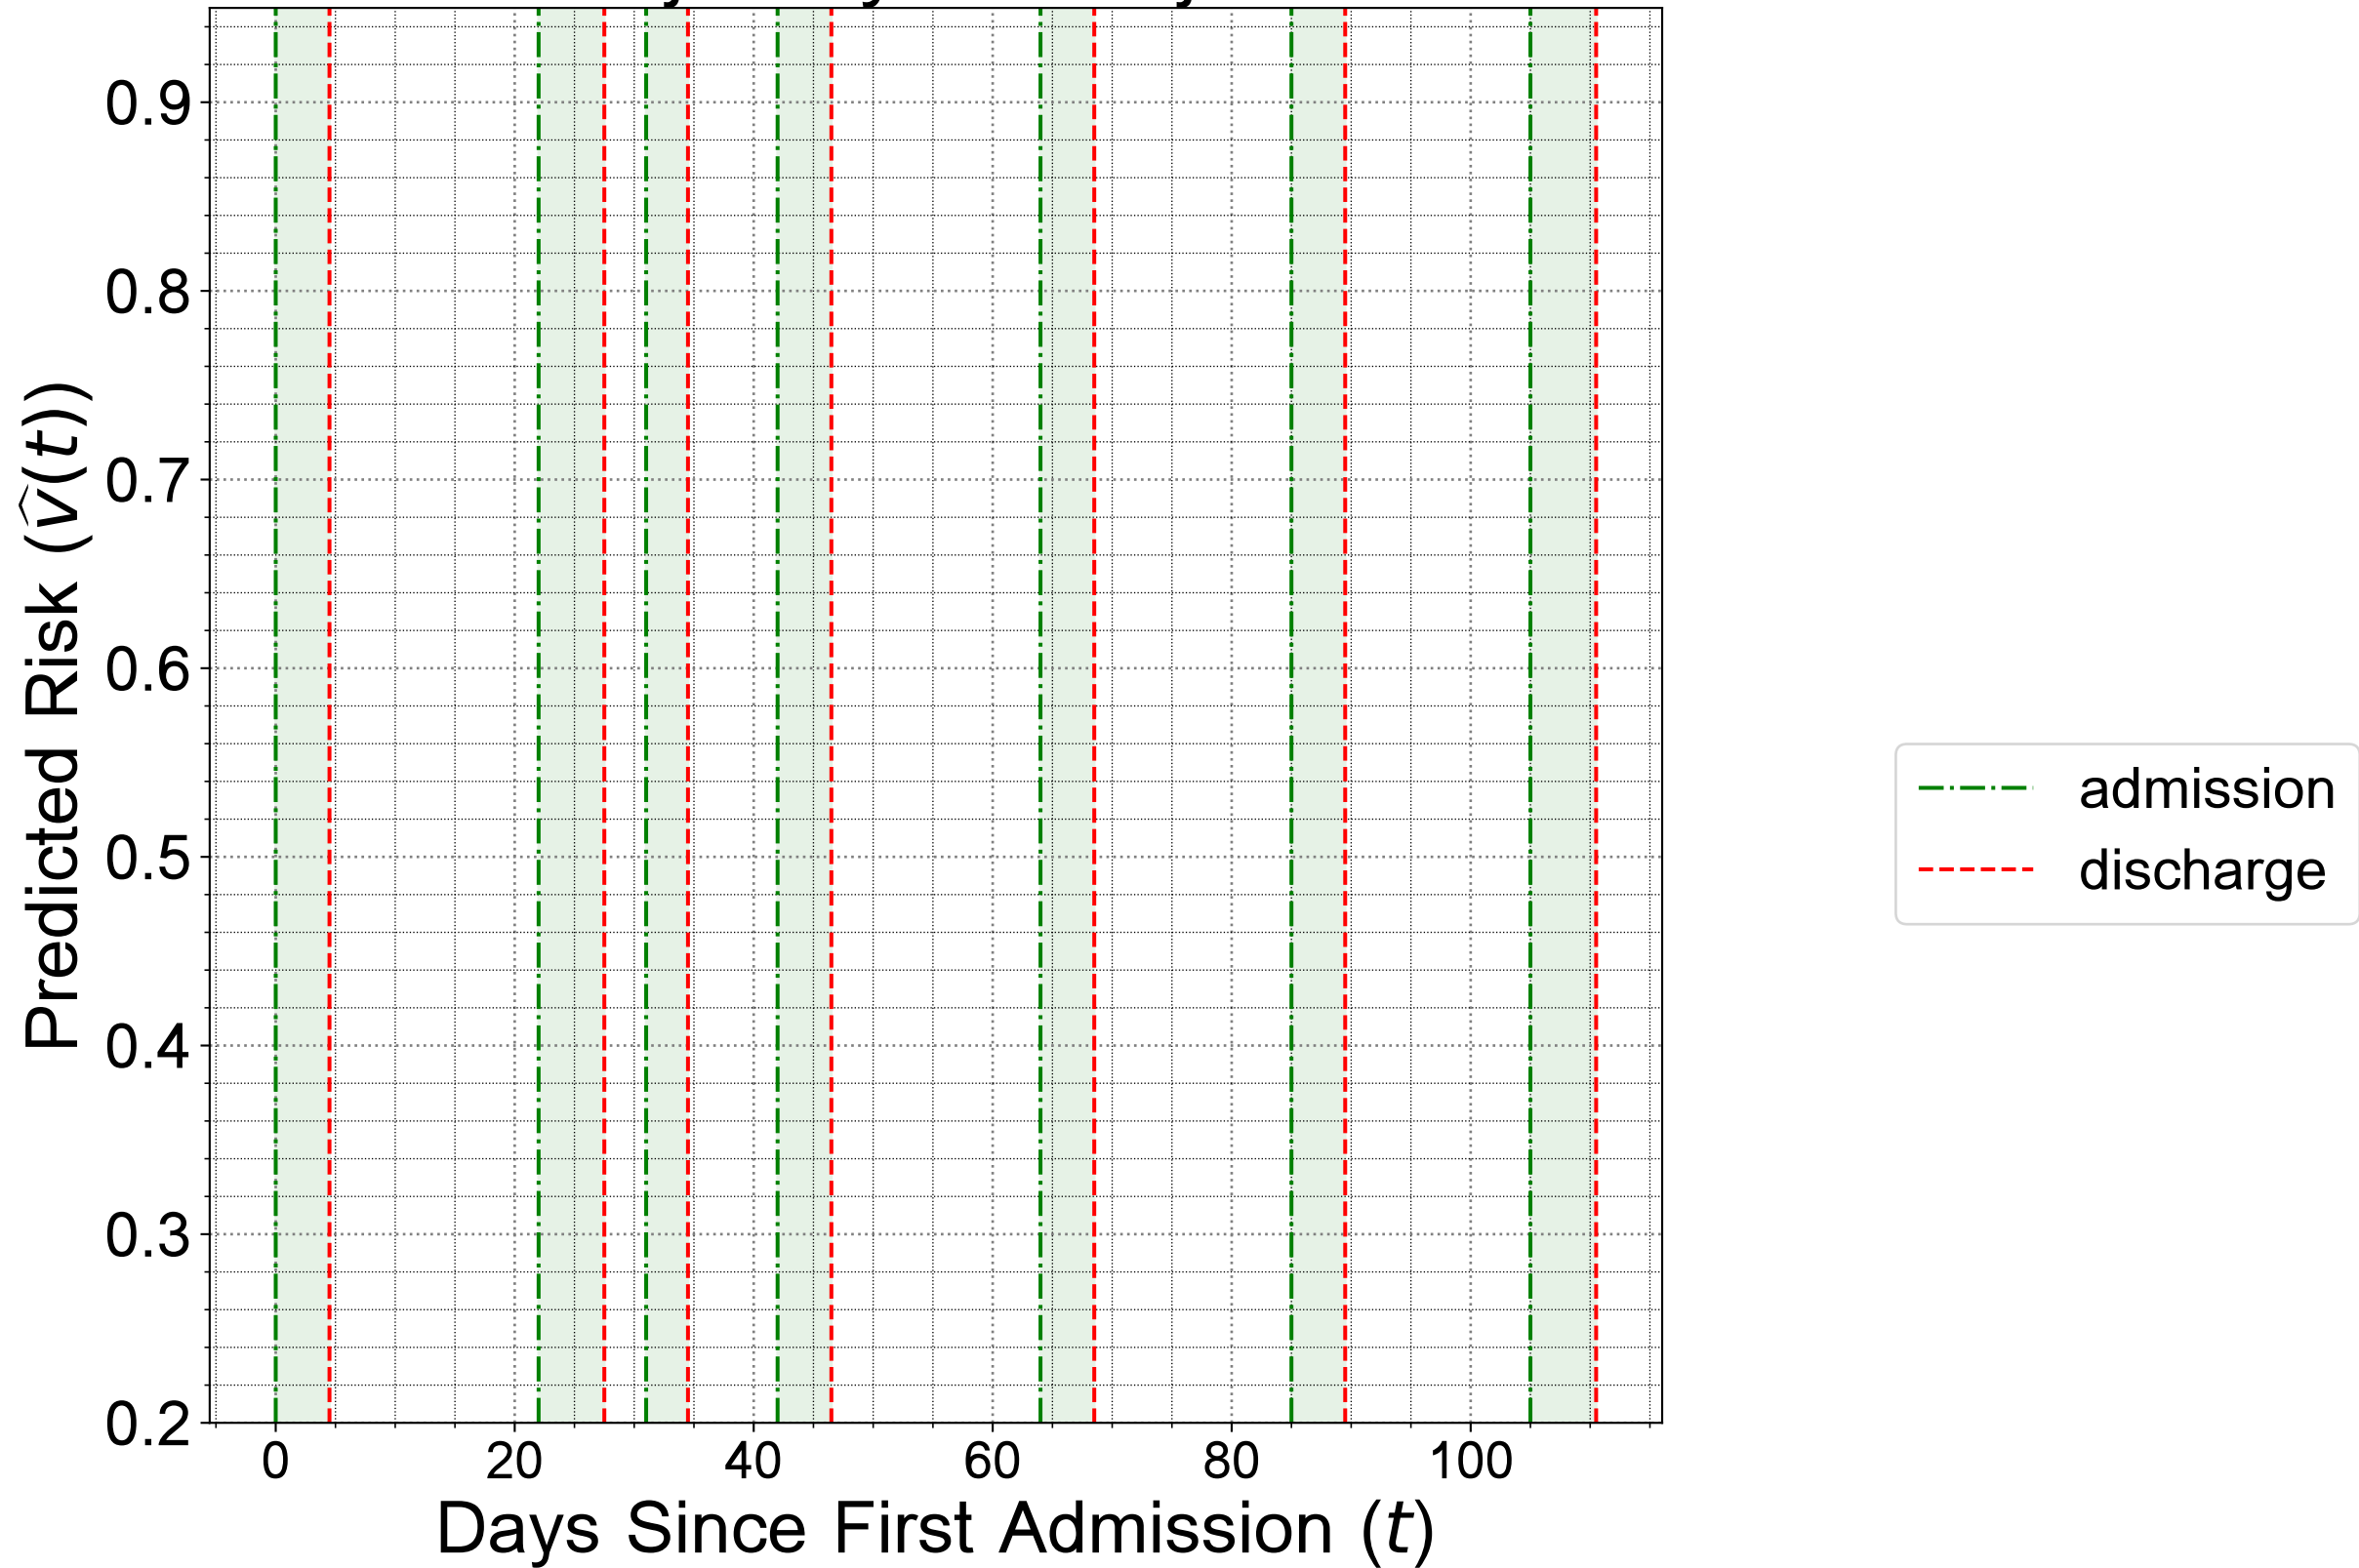 0.9
0.8
0.7
0.6
0.5
0.4
0.3
0.2
Predicted Risk (v̂(t))
0 20 40 60 80 100
Days Since First Admission (t)
admission
discharge